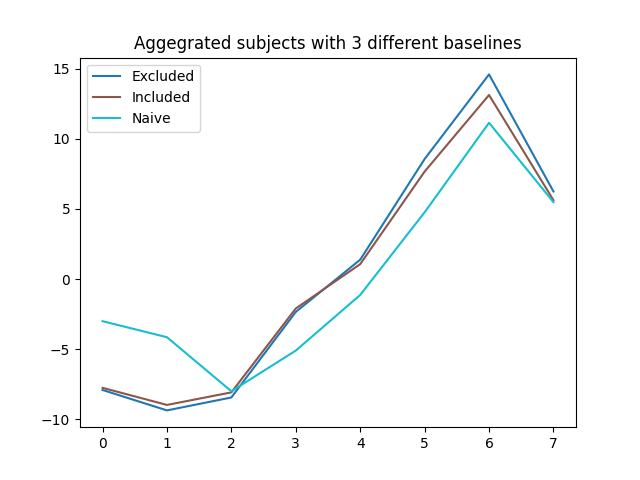 Aggegrated subjects with 3 different baselines
Excluded
Included
Naive
15
10
5
0
−5
−10
0 1 2 3 4 5 6 7